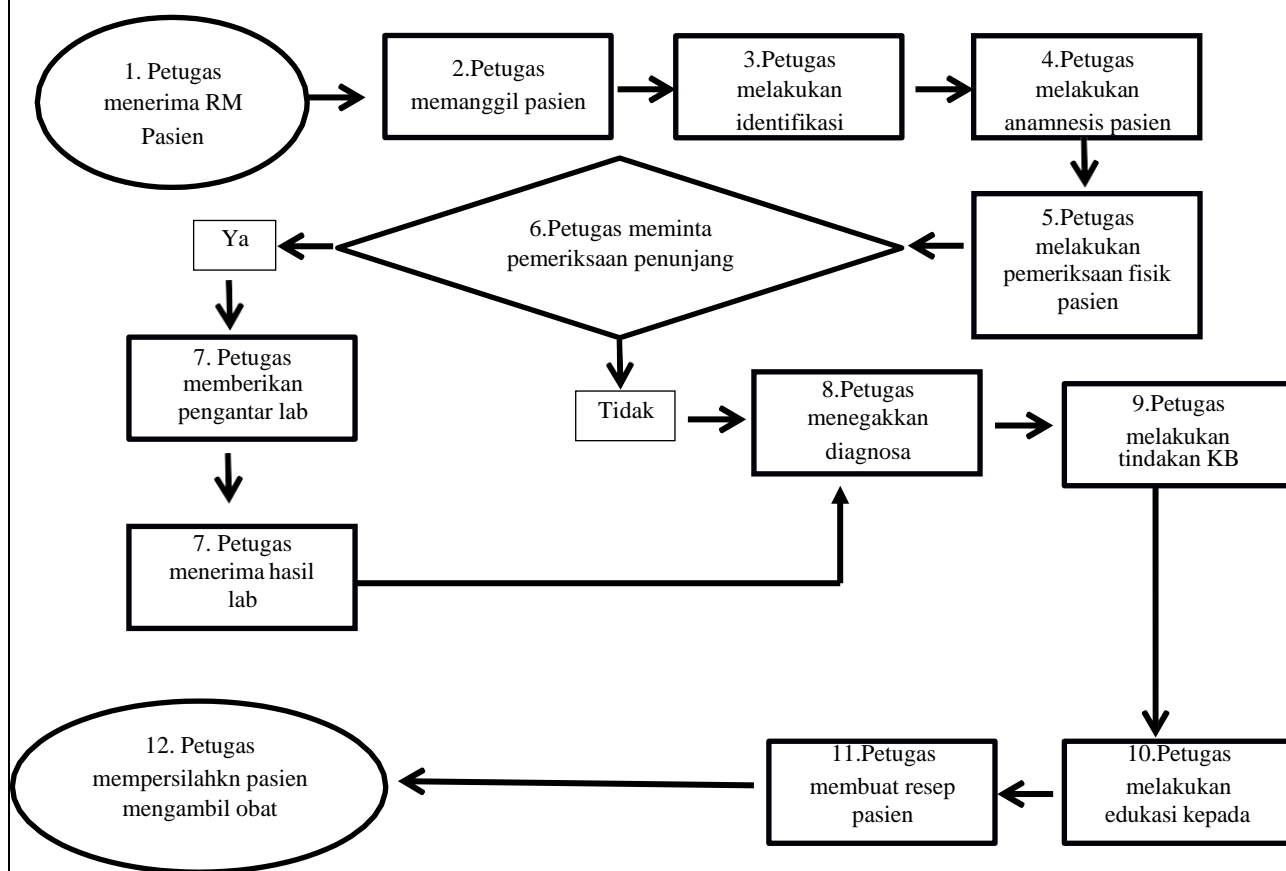 1. Petugas
menerima RM
Pasien
2.Petugas
memanggil pasien
3.Petugas
melakukan
identifikasi
4.Petugas
melakukan
anamnesis pasien
5.Petugas
melakukan
pemeriksaan fisik
pasien
6.Petugas meminta
pemeriksaan penunjang
Ya
7. Petugas
memberikan
pengantar lab
Tidak
8.Petugas
menegakkan
diagnosa
9.Petugas
melakukan
tindakan KB
7. Petugas
menerima hasil
lab
10.Petugas
melakukan
edukasi kepada
11.Petugas
membuat resep
pasien
12. Petugas
mempersilahkn pasien
mengambil obat